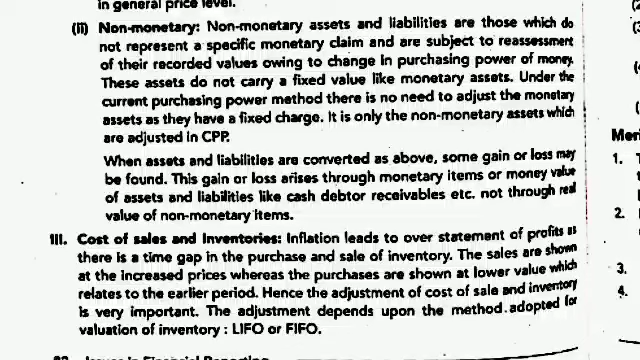 in general price level.
(ii) Non-monetary: Non-monetary assets and liabilities are those which do
not represent a specific monetary claim and are subject to reassessment
of their recorded values owing to change in purchasing power of money.
These assets do not carry a fixed value like monetary assets. Under the
current purchasing power method there is no need to adjust the monetary
assets as they have a fixed charge. It is only the non-monetary assets which
are adjusted in CPP.
When assets and liabilities are converted as above, some gain or loss may
be found. This gain or loss arises through monetary items or money value
of assets and liabilities like cash debtor receivables etc. not through real
value of non-monetary items.
III. Cost of sales and Inventories: Inflation leads to over statement of profits as
there is a time gap in the purchase and sale of inventory. The sales are shown
at the increased prices whereas the purchases are shown at lower value which
relates to the earlier period. Hence the adjustment of cost of sale and inventory
is very important. The adjustment depends upon the method adopted for
valuation of inventory : LIFO or FIFO.
Issues in Financial Reporting
Meri
1.
2.
3.
4.